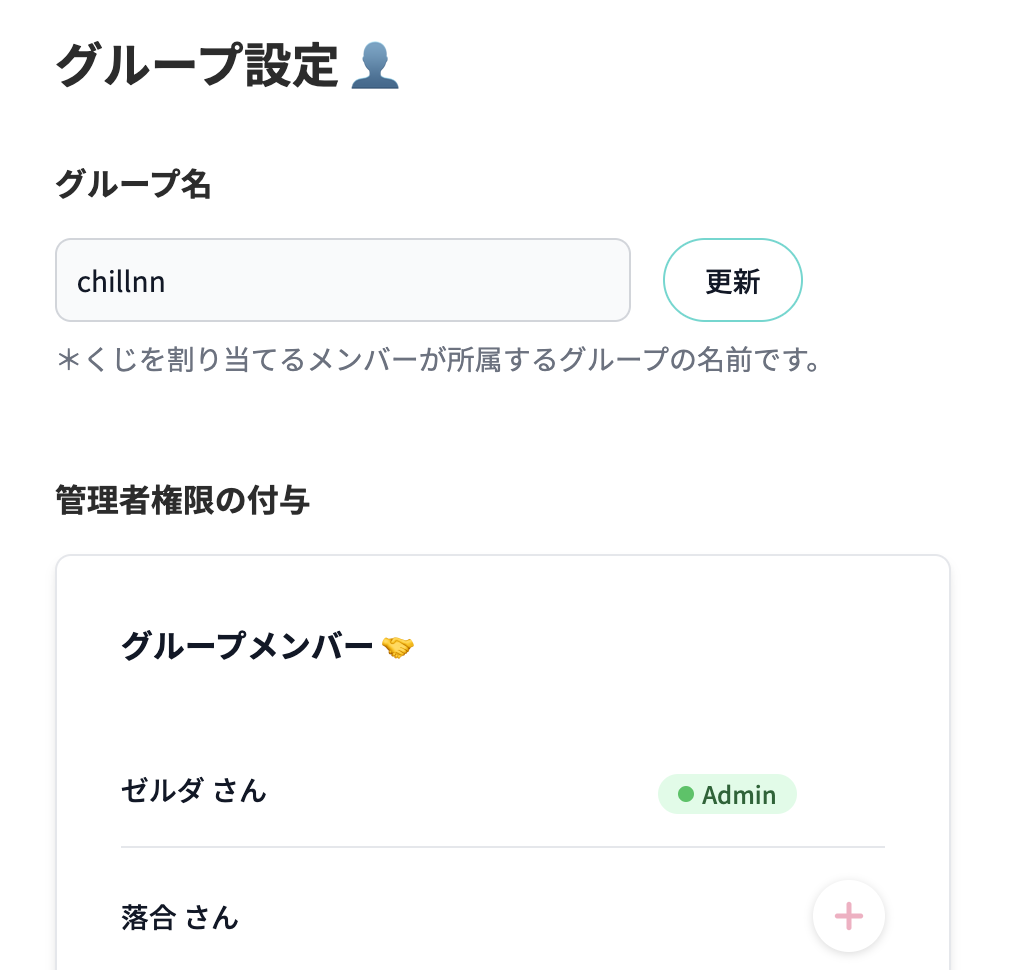 グループ設定 👤
グループ名
chillnn
更新
＊くじを割り当てるメンバーが所属するグループの名前です。
管理者権限の付与
グループメンバー 🤝
ゼルダ さん
Admin
落合 さん